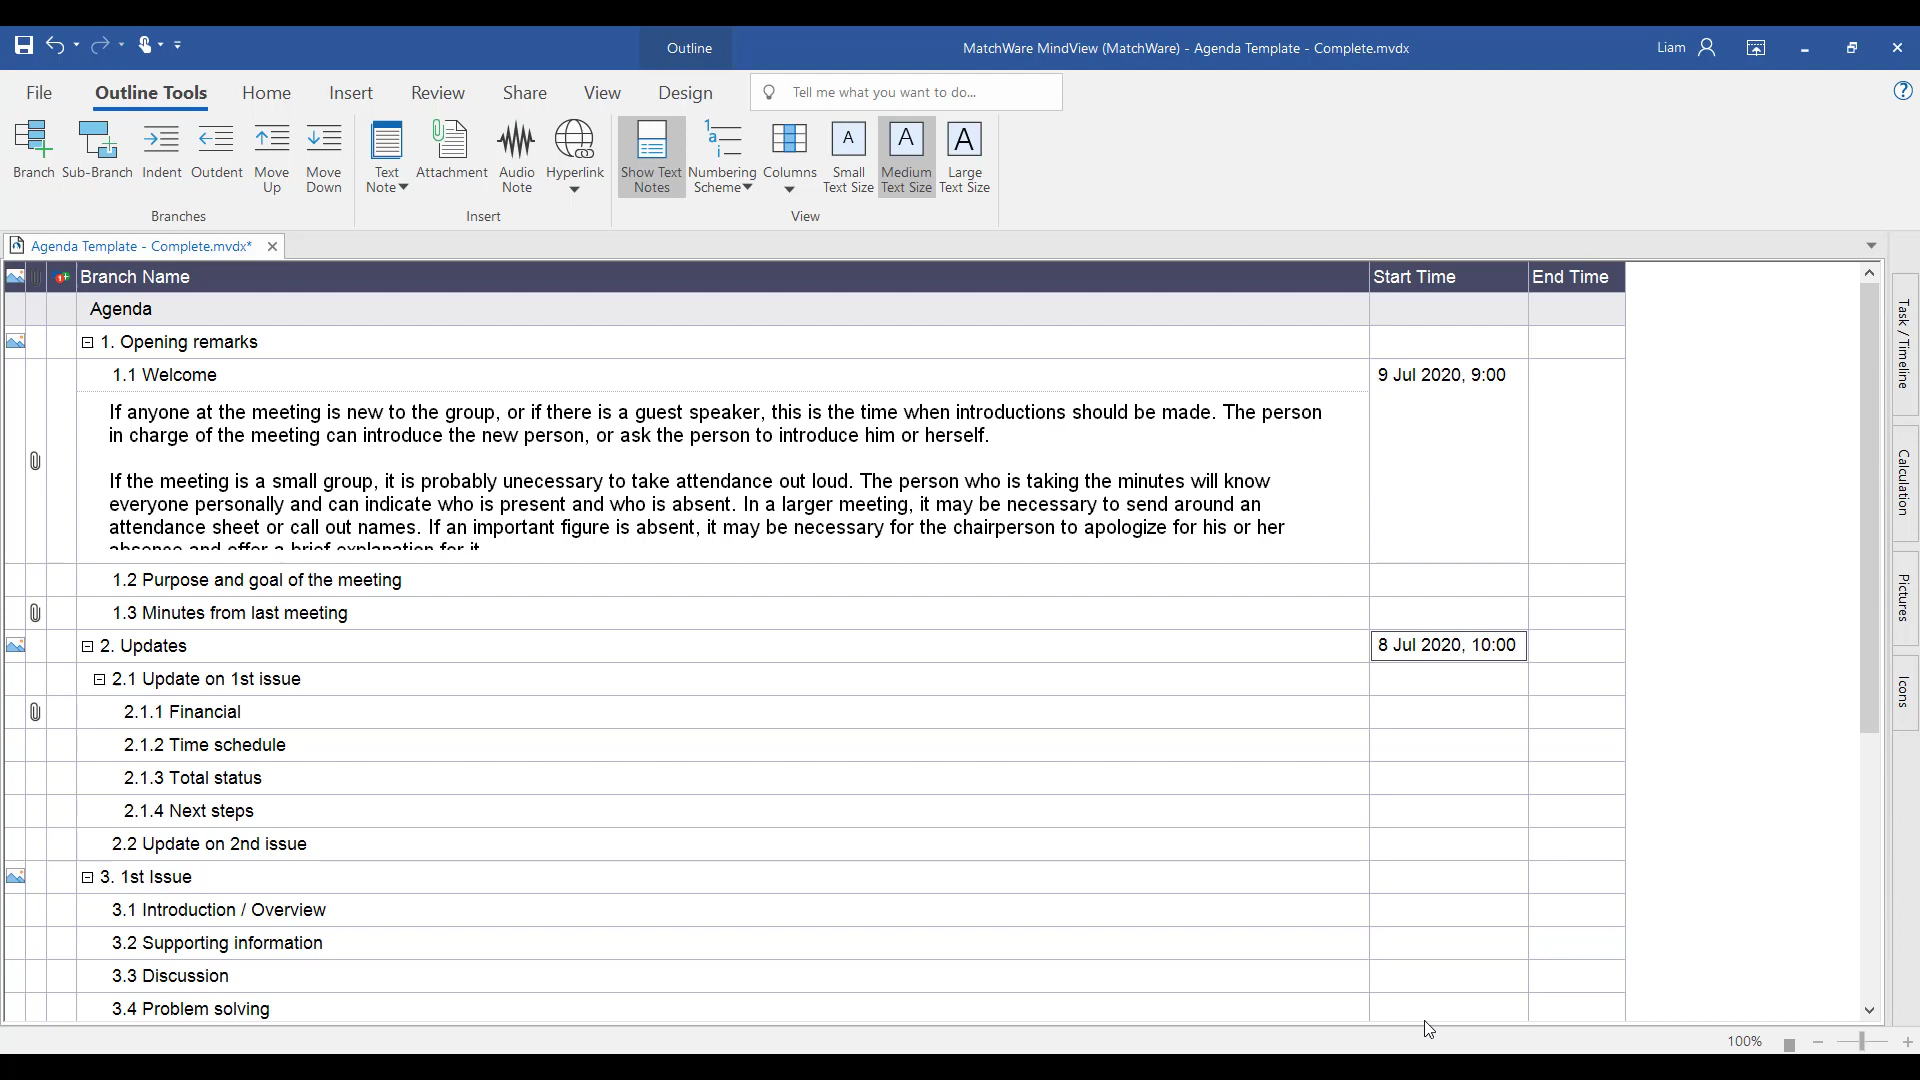 Outline
MatchWare MindView (MatchWare) - Agenda Template - Complete.mvdx
Liam
File
Outline Tools
Home
Insert
Review
Share
View
Design
Tell me what you want to do...
Branch
Sub-Branch
Indent
Outdent
Move
Up
Move
Down
Text
Note
Attachment
Audio
Note
Hyperlink
Show Text
Notes
Numbering
Scheme
Columns
A
Small
Text Size
A
Medium
Text Size
A
Large
Text Size
Branches
Insert
View
Agenda Template - Complete.mvdx*
Branch Name
Start Time
End Time
Agenda
1. Opening remarks
1.1 Welcome
9 Jul 2020, 9:00
If anyone at the meeting is new to the group, or if there is a guest speaker, this is the time when introductions should be made. The person
in charge of the meeting can introduce the new person, or ask the person to introduce him or herself.
If the meeting is a small group, it is probably unecessary to take attendance out loud. The person who is taking the minutes will know
everyone personally and can indicate who is present and who is absent. In a larger meeting, it may be necessary to send around an
attendance sheet or call out names. If an important figure is absent, it may be necessary for the chairperson to apologize for his or her
absence and offer a brief explanation for it.
1.2 Purpose and goal of the meeting
1.3 Minutes from last meeting
2. Updates
8 Jul 2020, 10:00
2.1 Update on 1st issue
2.1.1 Financial
2.1.2 Time schedule
2.1.3 Total status
2.1.4 Next steps
2.2 Update on 2nd issue
3. 1st Issue
3.1 Introduction / Overview
3.2 Supporting information
3.3 Discussion
3.4 Problem solving
Task / Timeline
Calculation
Pictures
Icons
100%